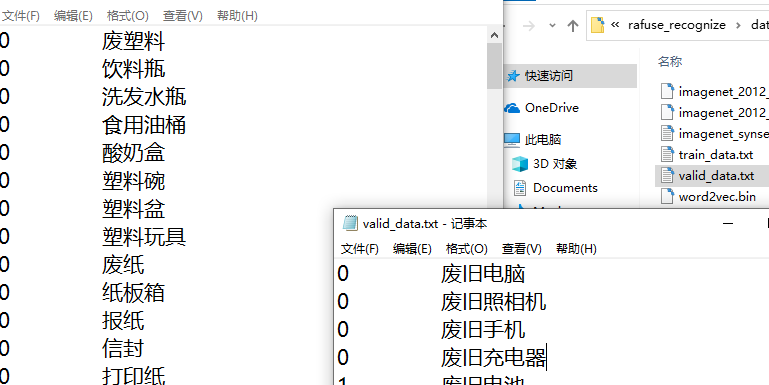 文件(F) 编辑(E) 格式(O) 查看(V) 帮助(H)
0 废塑料
0 饮料瓶
0 洗发水瓶
0 食用油桶
0 酸奶盒
0 塑料碗
0 塑料盆
0 塑料玩具
0 废纸
0 纸板箱
0 报纸
0 信封
0 打印纸
« rafuse_recognize › dat
快速访问
OneDrive
此电脑
3D 对象
Documents
名称
imagenet_2012_
imagenet_2012_
imagenet_synse
train_data.txt
valid_data.txt
word2vec.bin
valid_data.txt - 记事本
文件(F) 编辑(E) 格式(O) 查看(V) 帮助(H)
0 废旧电脑
0 废旧照相机
0 废旧手机
0 废旧充电器
1 废旧电池